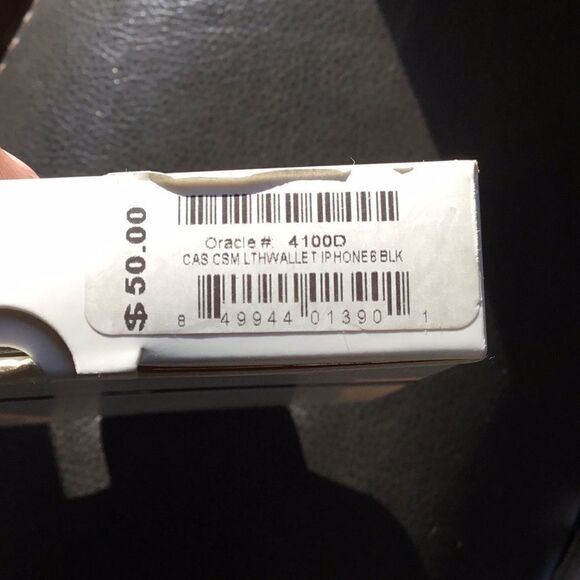 $50.00
Oracle #: 4100D
CAS CSM LTHWALLET IPHONE6 BLK
8 49944 01390 1